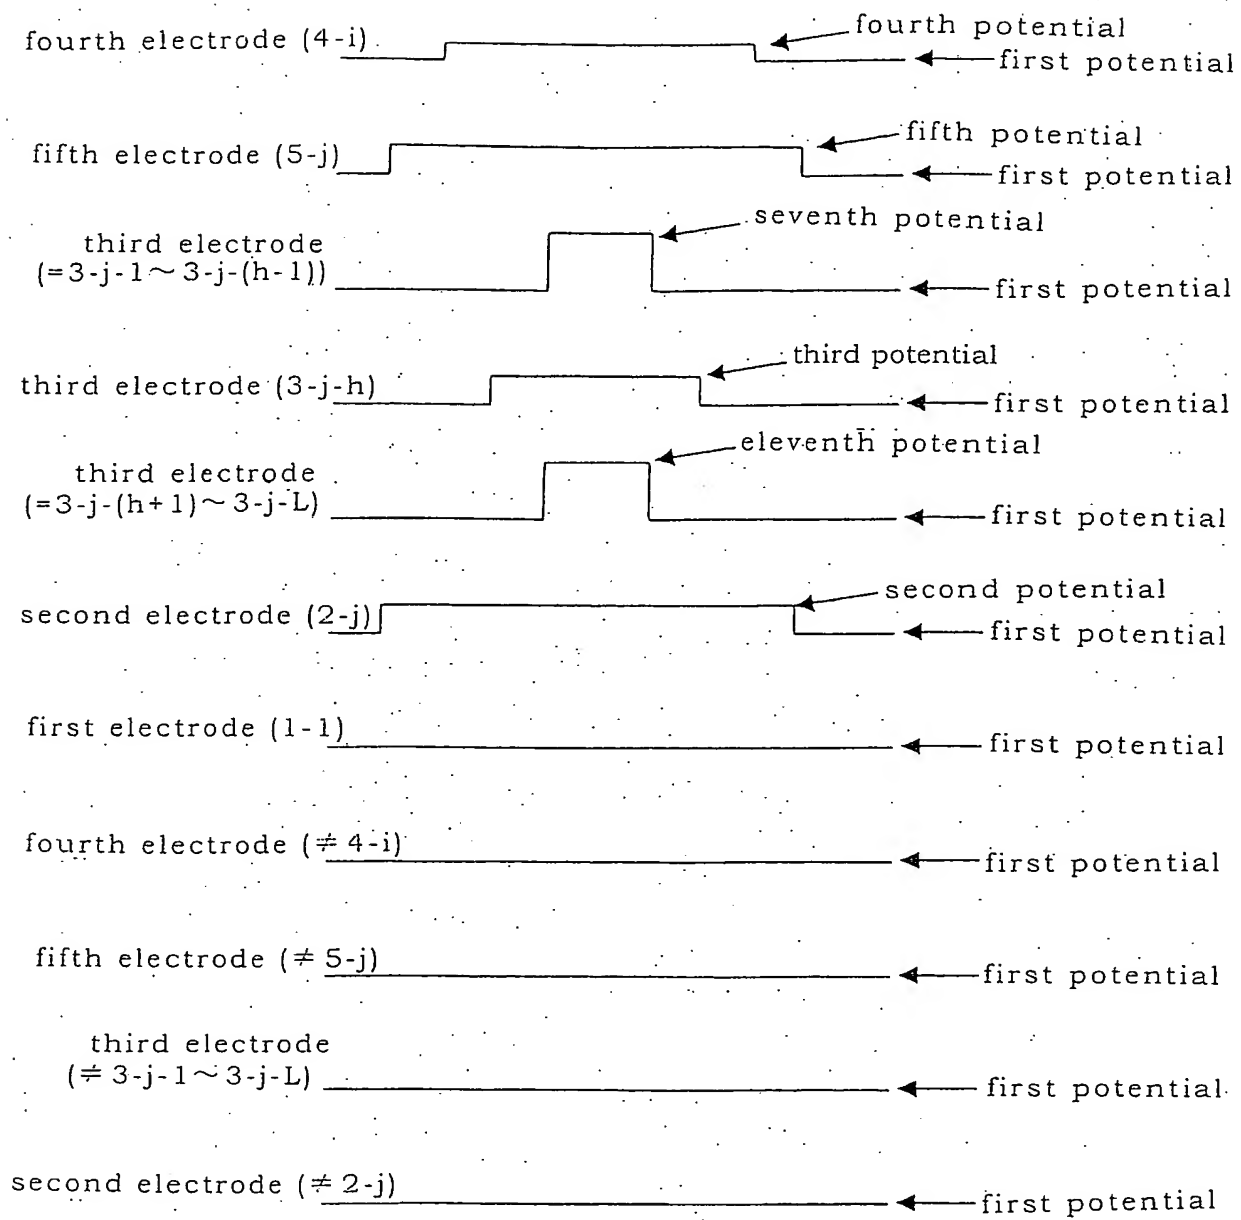 fourth electrode (4-i)
fourth potential
first potential
fifth electrode (5-j)
fifth potential
first potential
third electrode
(=3-j-1～3-j-(h-1))
seventh potential
first potential
third electrode (3-j-h)
third potential
first potential
third electrode
(=3-j-(h+1)～3-j-L)
eleventh potential
first potential
second electrode (2-j)
second potential
first potential
first electrode (1-1)
first potential
fourth electrode (≠ 4-i)
first potential
fifth electrode (≠ 5-j)
first potential
third electrode
(≠ 3-j-1～3-j-L)
first potential
second electrode (≠ 2-j)
first potential